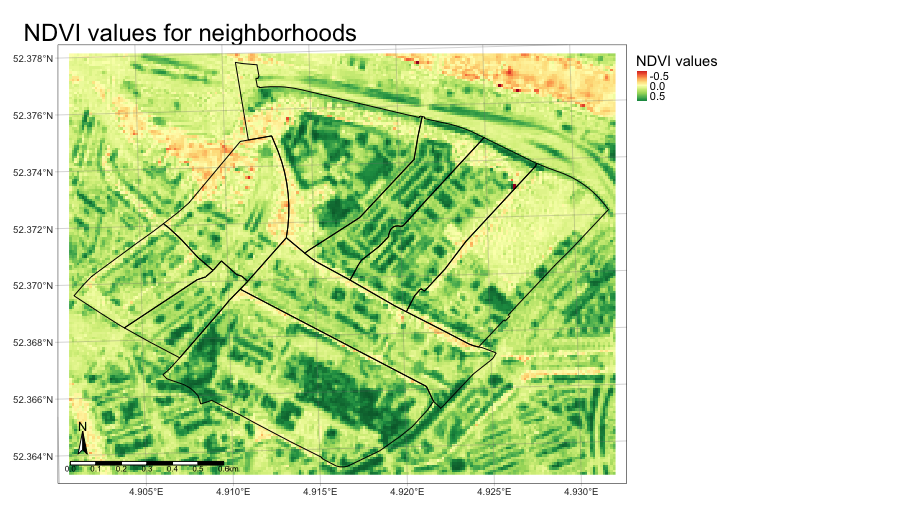 NDVI values for neighborhoods
NDVI values
-0.5
0.0
0.5
52.378°N
52.376°N
52.374°N
52.372°N
52.370°N
52.368°N
52.366°N
52.364°N
N
0.0 0.1 0.2 0.3 0.4 0.5 0.6km
4.905°E 4.910°E 4.915°E 4.920°E 4.925°E 4.930°E